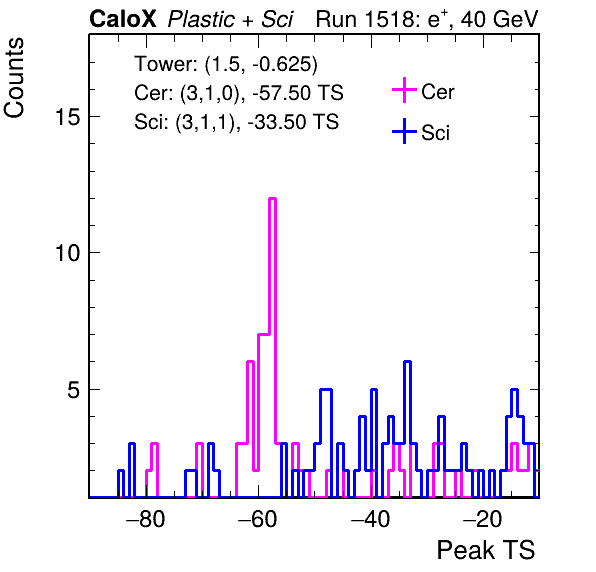 CaloX Plastic + Sci Run 1518: e⁺, 40 GeV
Tower: (1.5, -0.625)
Cer: (3,1,0), -57.50 TS
Sci: (3,1,1), -33.50 TS
Cer
Sci
Counts
15
10
5
−80 −60 −40 −20
Peak TS